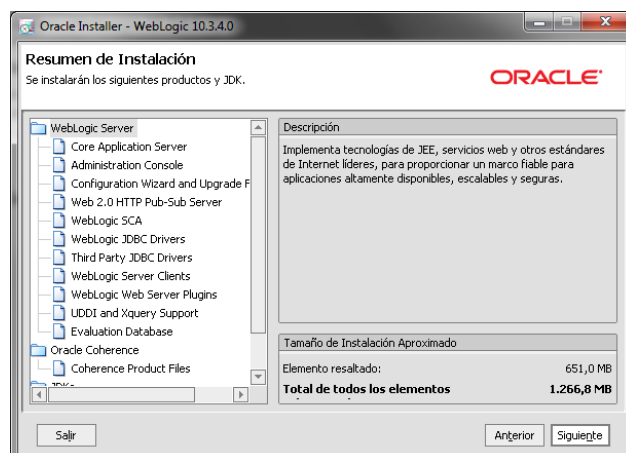 Oracle Installer - WebLogic 10.3.4.0
Resumen de Instalación
Se instalarán los siguientes productos y JDK.
ORACLE
WebLogic Server
Core Application Server
Administration Console
Configuration Wizard and Upgrade F
Web 2.0 HTTP Pub-Sub Server
WebLogic SCA
WebLogic JDBC Drivers
Third Party JDBC Drivers
WebLogic Server Clients
WebLogic Web Server Plugins
UDDI and Xquery Support
Evaluation Database
Oracle Coherence
Coherence Product Files
JDKs
Descripción
Implementa tecnologías de JEE, servicios web y otros estándares
de Internet líderes, para proporcionar un marco fiable para
aplicaciones altamente disponibles, escalables y seguras.
Tamaño de Instalación Aproximado
Elemento resaltado: 651,0 MB
Total de todos los elementos 1.266,8 MB
Salir
Anterior
Siguiente